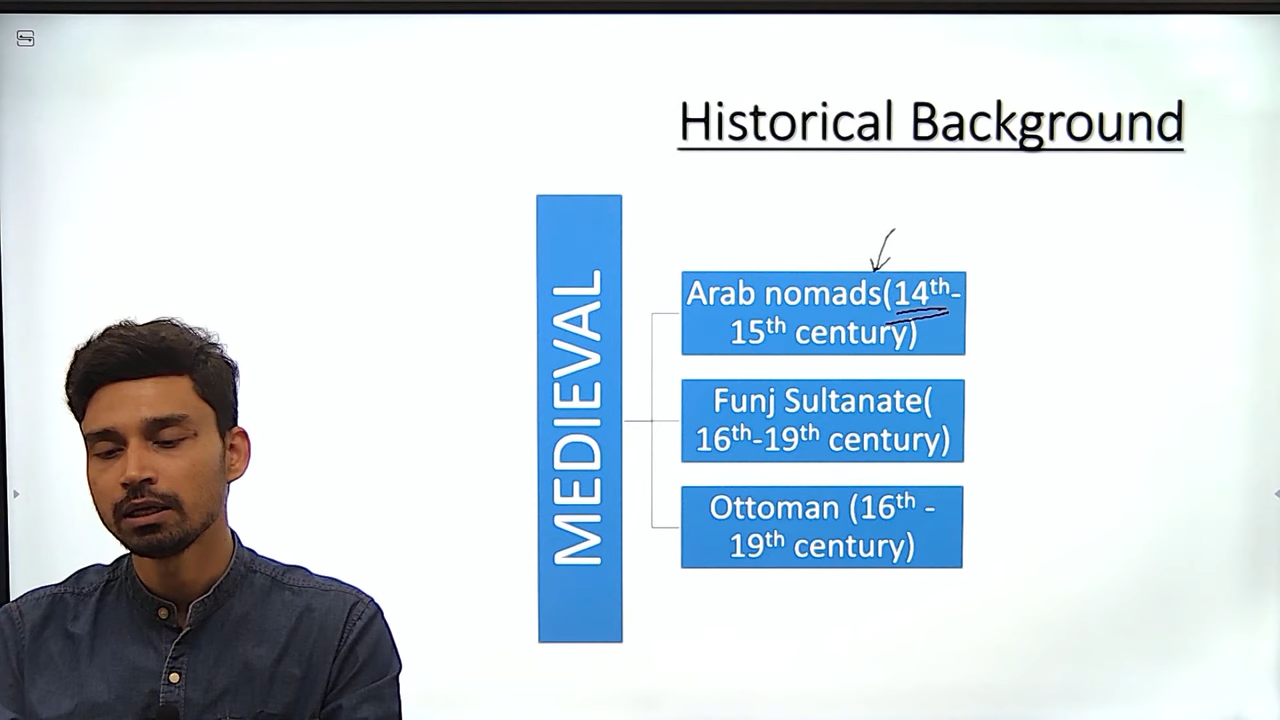 Historical Background
MEDIEVAL
Arab nomads(14th-
15th century)
Funj Sultanate(
16th-19th century)
Ottoman (16th -
19th century)